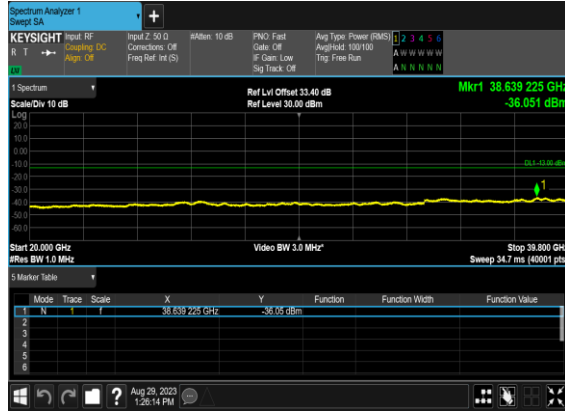 Spectrum Analyzer 1
Swept SA
+
KEYSIGHT Input: RF Input Z: 50 Ω #Atten: 10 dB PNO: Fast Avg Type: Power (RMS) 1 2 3 4 5 6
R T Coupling: DC Corrections: Off Gate: Off Avg|Hold: 100/100 A W W W W W
Align: Off Freq Ref: Int (S) IF Gain: Low Trig: Free Run
Sig Track: Off A N N N N N
1 Spectrum Ref Lvl Offset 33.40 dB Mkr1 38.639 225 GHz
Scale/Div 10 dB Ref Level 30.00 dBm -36.051 dBm
Log
20.0
10.0
0.00
-10.0 DL1 -13.00 dBm
-20.0
1
-30.0
-40.0
-50.0
-60.0
Start 20.000 GHz Video BW 3.0 MHz* Stop 39.800 GHz
#Res BW 1.0 MHz Sweep 34.7 ms (40001 pts)
5 Marker Table
Mode Trace Scale X Y Function Function Width Function Value
1 N 1 f 38.639 225 GHz -36.05 dBm
2
3
4
5
6
? Aug 29, 2023
1:26:14 PM